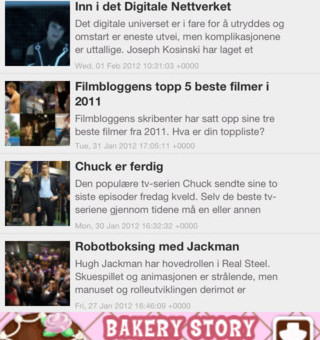 Inn i det Digitale Nettverket
Det digitale universet er i fare for å utryddes og
omstart er eneste utvei, men komplikasjonene
er uttallige. Joseph Kosinski har laget et
Wed, 01 Feb 2012 10:31:03 +0000
Filmbloggens topp 5 beste filmer i
2011
Filmbloggens skribenter har satt opp sine tre
beste filmer fra 2011. Hva er din toppliste?
Tue, 31 Jan 2012 17:05:11 +0000
Chuck er ferdig
Den populære tv-serien Chuck sendte sine to
siste episoder fredag kveld. Selv de beste tv-
seriene gjennom tidene må en eller annen
Mon, 30 Jan 2012 16:32:32 +0000
Robotboksing med Jackman
Hugh Jackman har hovedrollen i Real Steel.
Skuespillet og animasjonen er strålende, men
manuset og rolleutviklingen derimot er
Fri, 27 Jan 2012 16:46:09 +0000
BAKERY STORY